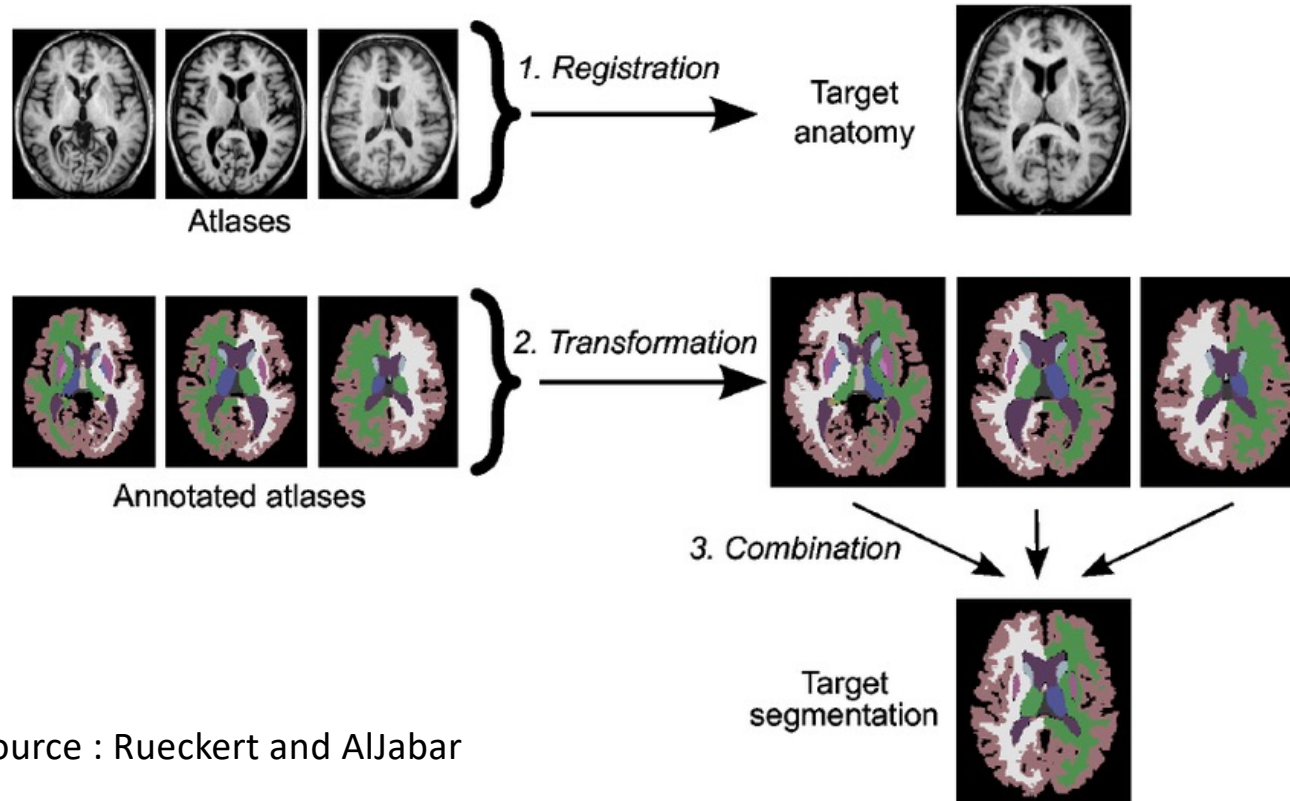 1. Registration
Target
anatomy
Atlases
2. Transformation
Annotated atlases
3. Combination
Target
segmentation
ource : Rueckert and AlJabar